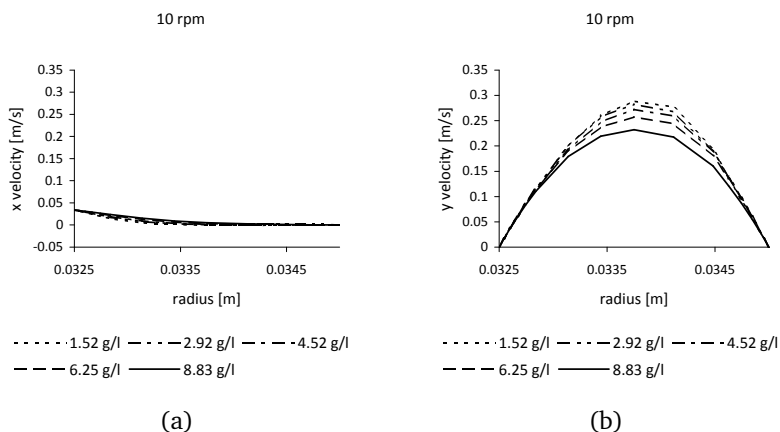 10 rpm
0.35
0.3
0.25
0.2
0.15
0.1
0.05
0
-0.05
x velocity [m/s]
0.0325 0.0335 0.0345
radius [m]
1.52 g/l 2.92 g/l 4.52 g/l
6.25 g/l 8.83 g/l
(a)
10 rpm
0.35
0.3
0.25
0.2
0.15
0.1
0.05
0
y velocity [m/s]
0.0325 0.0335 0.0345
radius [m]
1.52 g/l 2.92 g/l 4.52 g/l
6.25 g/l 8.83 g/l
(b)